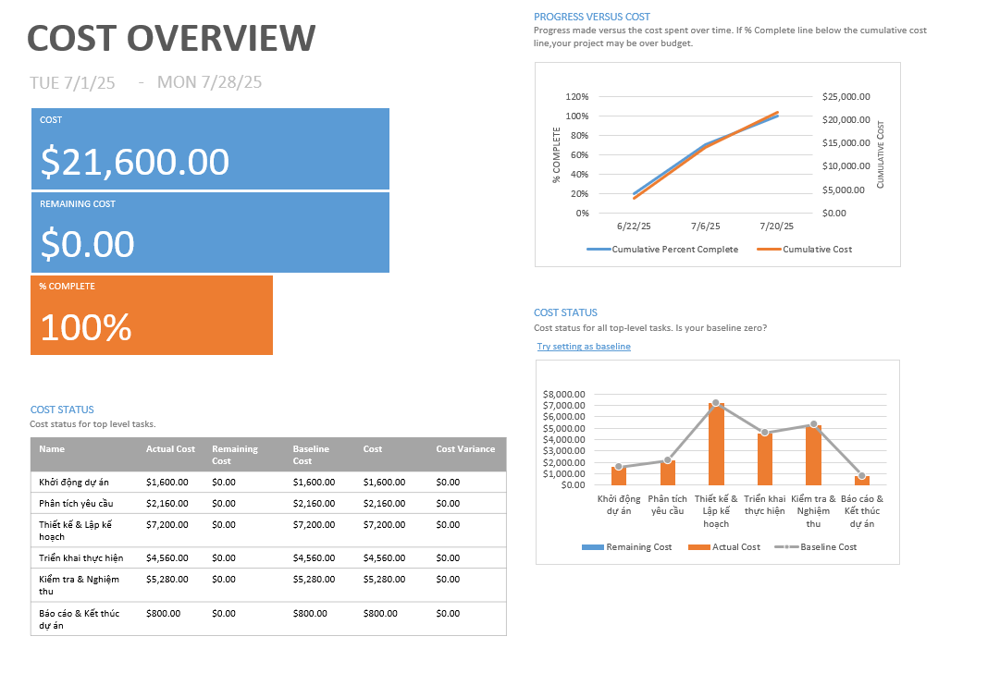 COST OVERVIEW
TUE 7/1/25 - MON 7/28/25
COST
$21,600.00
REMAINING COST
$0.00
% COMPLETE
100%
COST STATUS
Cost status for top level tasks.
Name Actual Cost Remaining Cost Baseline Cost Cost Cost Variance
Khởi động dự án $1,600.00 $0.00 $1,600.00 $1,600.00 $0.00
Phân tích yêu cầu $2,160.00 $0.00 $2,160.00 $2,160.00 $0.00
Thiết kế & Lập kế hoạch $7,200.00 $0.00 $7,200.00 $7,200.00 $0.00
Triển khai thực hiện $4,560.00 $0.00 $4,560.00 $4,560.00 $0.00
Kiểm tra & Nghiệm thu $5,280.00 $0.00 $5,280.00 $5,280.00 $0.00
Báo cáo & Kết thúc dự án $800.00 $0.00 $800.00 $800.00 $0.00
PROGRESS VERSUS COST
Progress made versus the cost spent over time. If % Complete line below the cumulative cost
line,your project may be over budget.
% COMPLETE
120%
100%
80%
60%
40%
20%
0%
$25,000.00
$20,000.00
$15,000.00
$10,000.00
$5,000.00
$0.00
CUMULATIVE COST
6/22/25 7/6/25 7/20/25
Cumulative Percent Complete Cumulative Cost
COST STATUS
Cost status for all top-level tasks. Is your baseline zero?
Try setting as baseline
$8,000.00
$7,000.00
$6,000.00
$5,000.00
$4,000.00
$3,000.00
$2,000.00
$1,000.00
$0.00
Khởi động Phân tích Thiết kế & Triển khai Kiểm tra & Báo cáo &
dự án yêu cầu Lập kế thực hiện Nghiệm Kết thúc
hoạch thu dự án
Remaining Cost Actual Cost Baseline Cost